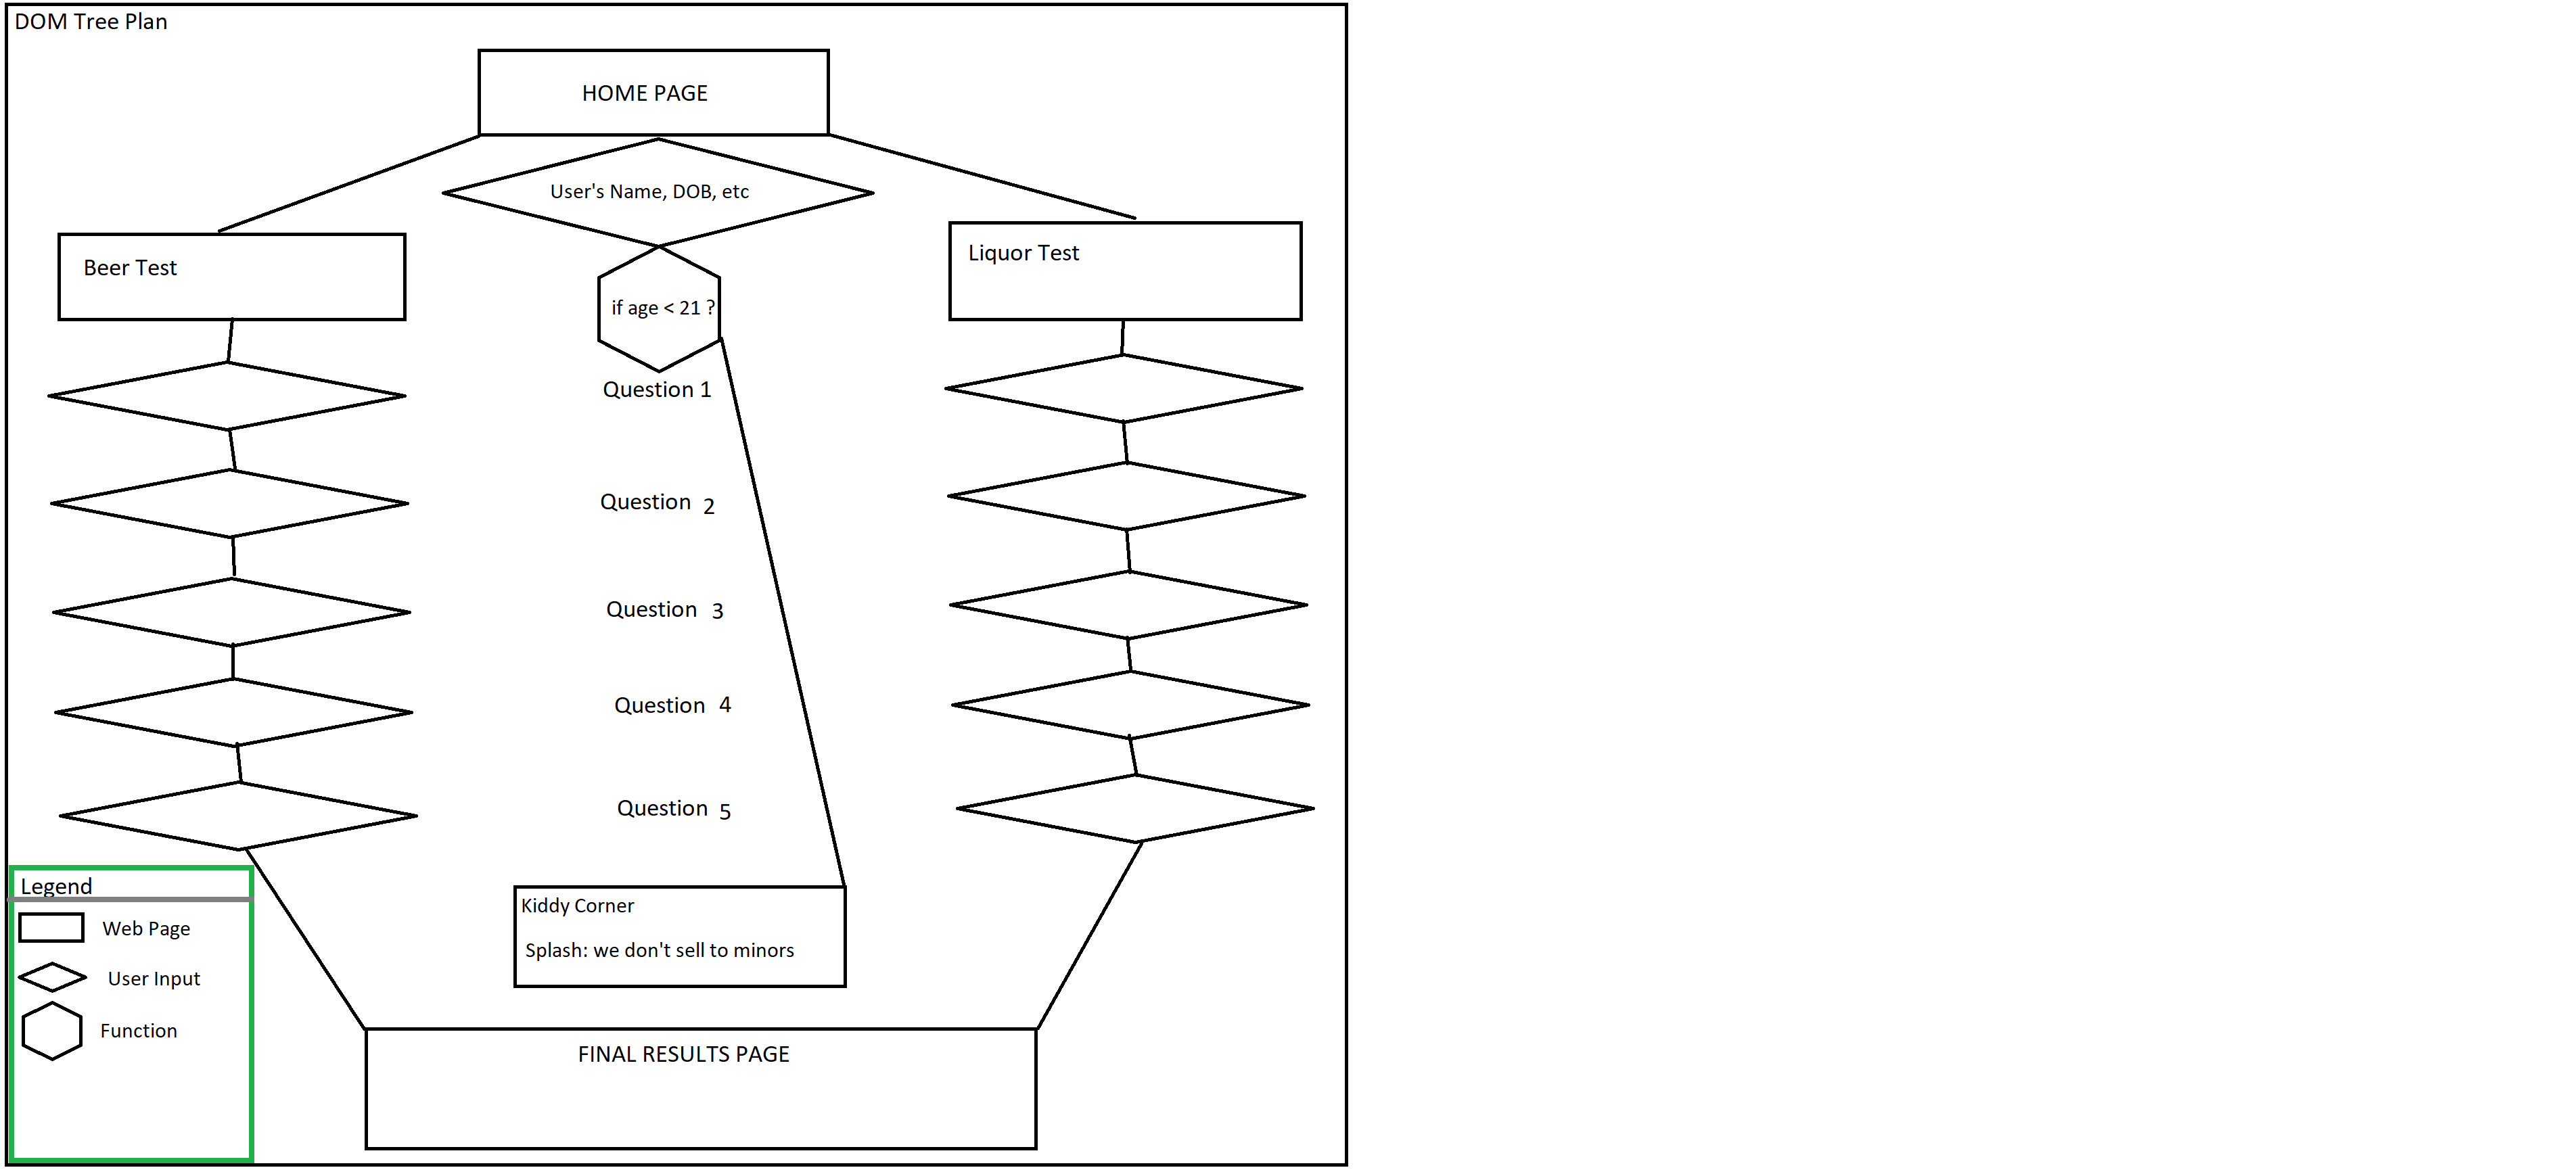 DOM Tree Plan
HOME PAGE
User's Name, DOB, etc
Beer Test
Liquor Test
if age < 21 ?
Question 1
Question 2
Question 3
Question 4
Question 5
Legend
Web Page
User Input
Function
Kiddy Corner
Splash: we don't sell to minors
FINAL RESULTS PAGE